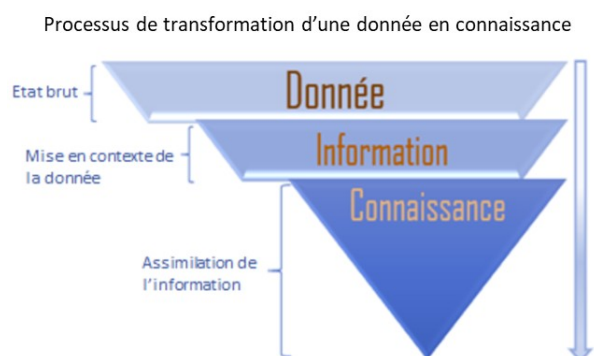 Processus de transformation d’une donnée en connaissance
Etat brut
Donnée
Mise en contexte de
la donnée
Information
Connaissance
Assimilation de
l’information